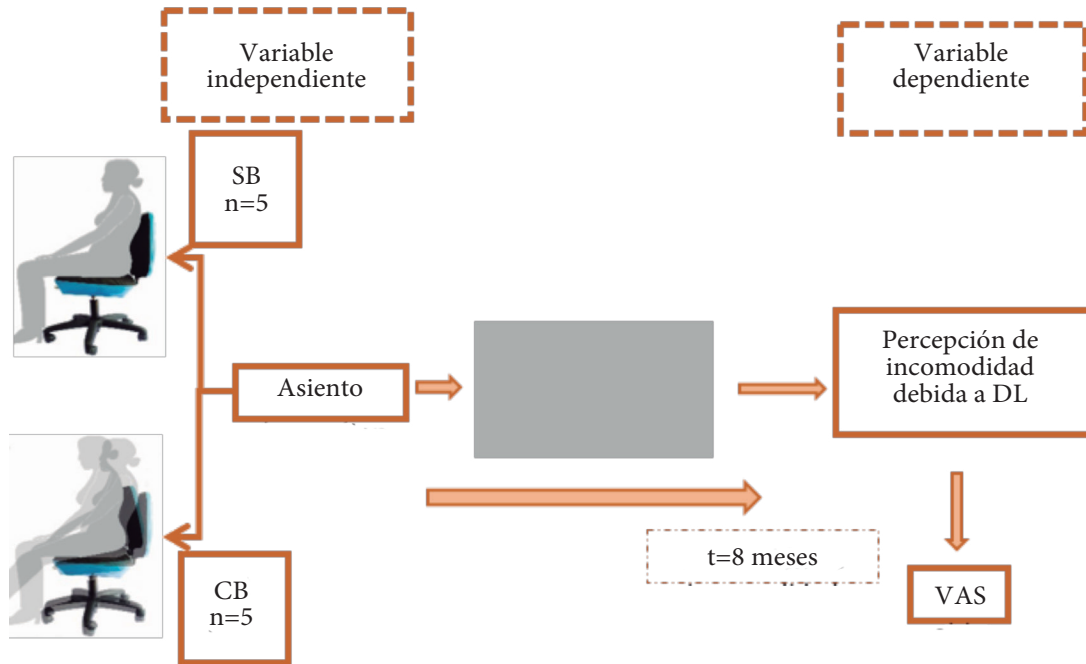 Variable
independiente
Variable
dependiente
SB
n=5
Asiento
Percepción de
incomodidad
debida a DL
t=8 meses
CB
n=5
VAS